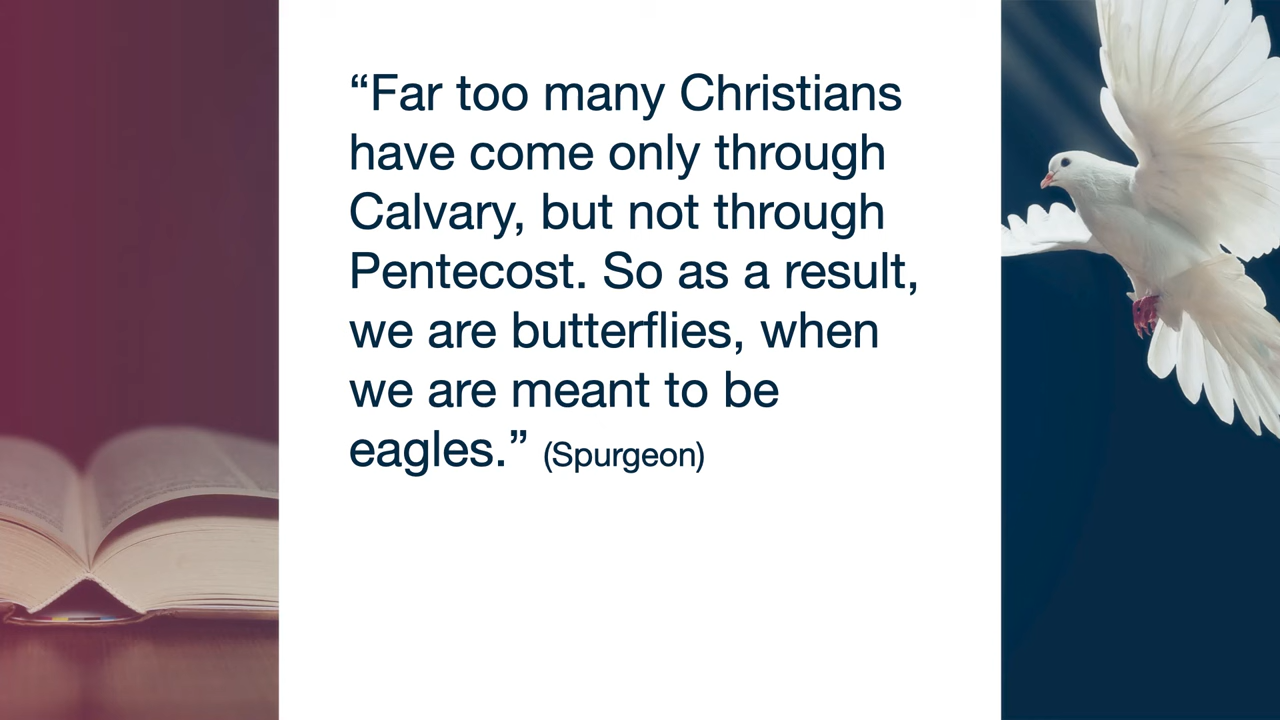 “Far too many Christians
have come only through
Calvary, but not through
Pentecost. So as a result,
we are butterflies, when
we are meant to be
eagles.” (Spurgeon)